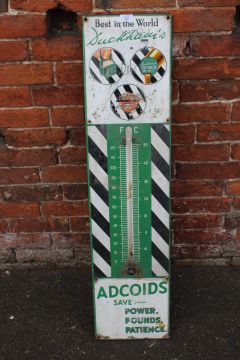 Best in the World
Duckham's
F C
ADCOIDS
SAVE :—
POWER,
POUNDS,
PATIENCE.